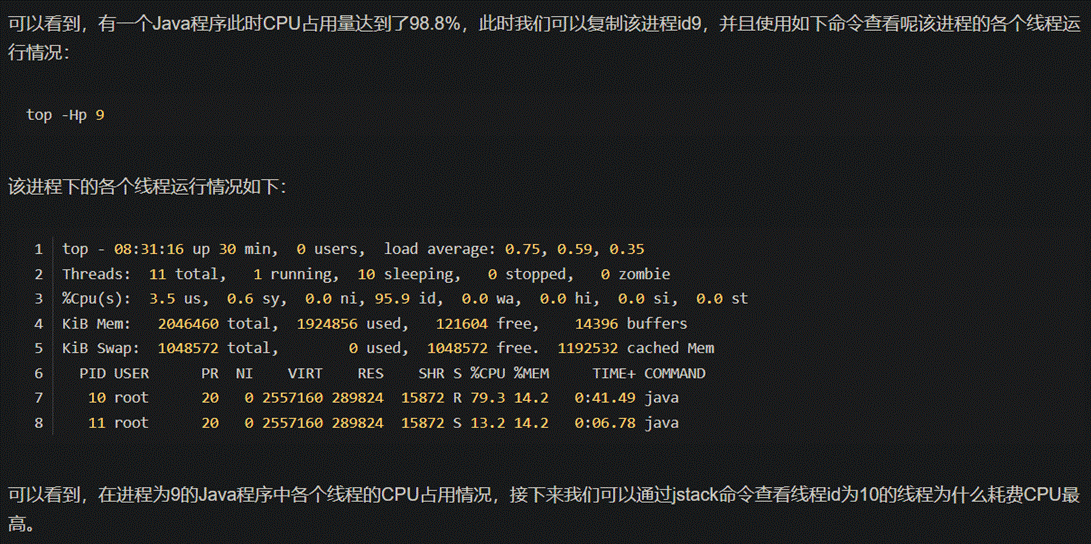 可以看到，有一个Java程序此时CPU占用量达到了98.8%，此时我们可以复制该进程id9，并且使用如下命令查看呢该进程的各个线程运
行情况：
top -Hp 9
该进程下的各个线程运行情况如下：
1 top - 08:31:16 up 30 min,  0 users,  load average: 0.75, 0.59, 0.35
2 Threads:  11 total,   1 running,  10 sleeping,   0 stopped,   0 zombie
3 %Cpu(s):  3.5 us,  0.6 sy,  0.0 ni, 95.9 id,  0.0 wa,  0.0 hi,  0.0 si,  0.0 st
4 KiB Mem:   2046460 total,  1924856 used,   121604 free,    14396 buffers
5 KiB Swap:  1048572 total,        0 used,  1048572 free.  1192532 cached Mem
6   PID USER      PR  NI    VIRT    RES    SHR S %CPU %MEM     TIME+ COMMAND
7    10 root      20   0 2557160 289824  15872 R 79.3 14.2   0:41.49 java
8    11 root      20   0 2557160 289824  15872 S 13.2 14.2   0:06.78 java
可以看到，在进程为9的Java程序中各个线程的CPU占用情况，接下来我们可以通过jstack命令查看线程id为10的线程为什么耗费CPU最
高。